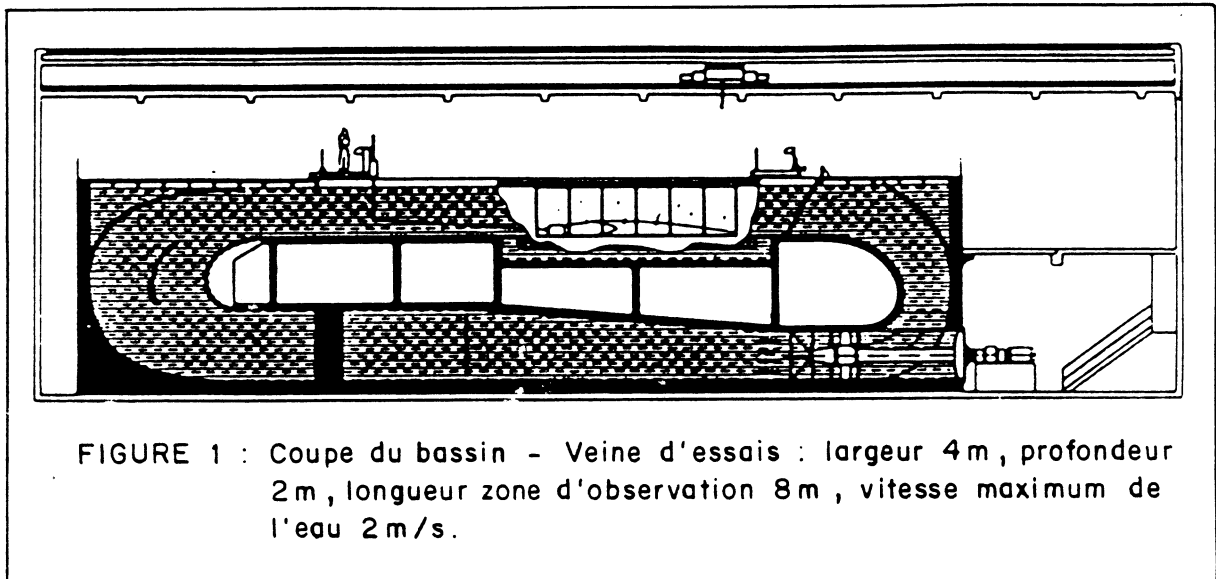 FIGURE 1 : Coupe du bassin - Veine d'essais : largeur 4m, profondeur
2m, longueur zone d'observation 8m, vitesse maximum de
l'eau 2m/s.